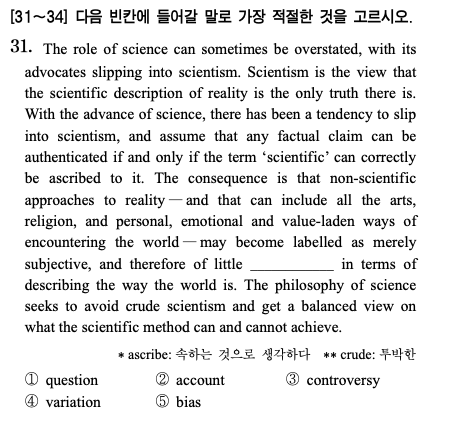 [31~34] 다음 빈칸에 들어갈 말로 가장 적절한 것을 고르시오.
31. The role of science can sometimes be overstated, with its
advocates slipping into scientism. Scientism is the view that
the scientific description of reality is the only truth there is.
With the advance of science, there has been a tendency to slip
into scientism, and assume that any factual claim can be
authenticated if and only if the term ‘scientific’ can correctly
be ascribed to it. The consequence is that non-scientific
approaches to reality — and that can include all the arts,
religion, and personal, emotional and value-laden ways of
encountering the world — may become labelled as merely
subjective, and therefore of little ____________ in terms of
describing the way the world is. The philosophy of science
seeks to avoid crude scientism and get a balanced view on
what the scientific method can and cannot achieve.
* ascribe: 속하는 것으로 생각하다 ** crude: 투박한
① question ② account ③ controversy
④ variation ⑤ bias